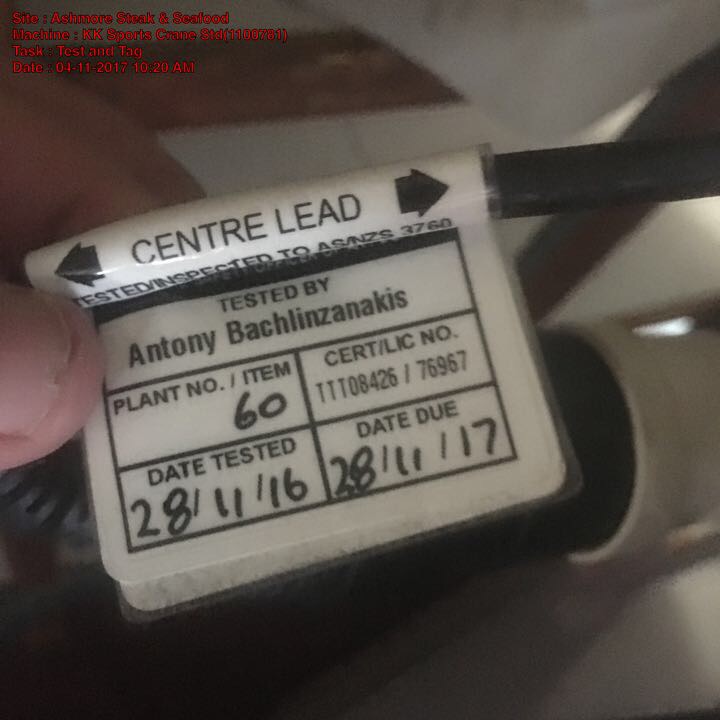 Site : Ashmore Steak & Seafood
Machine : KK Sports Crane Std(1100781)
Task : Test and Tag
Date : 04-11-2017 10:20 AM
CENTRE LEAD
TESTED/INSPECTED TO AS/NZS 3760
TESTED BY
Antony Bachlinzanakis
PLANT NO. / ITEM
60
CERT/LIC NO.
TTT08426 / 76967
DATE TESTED
28/11/16
DATE DUE
28/11/17